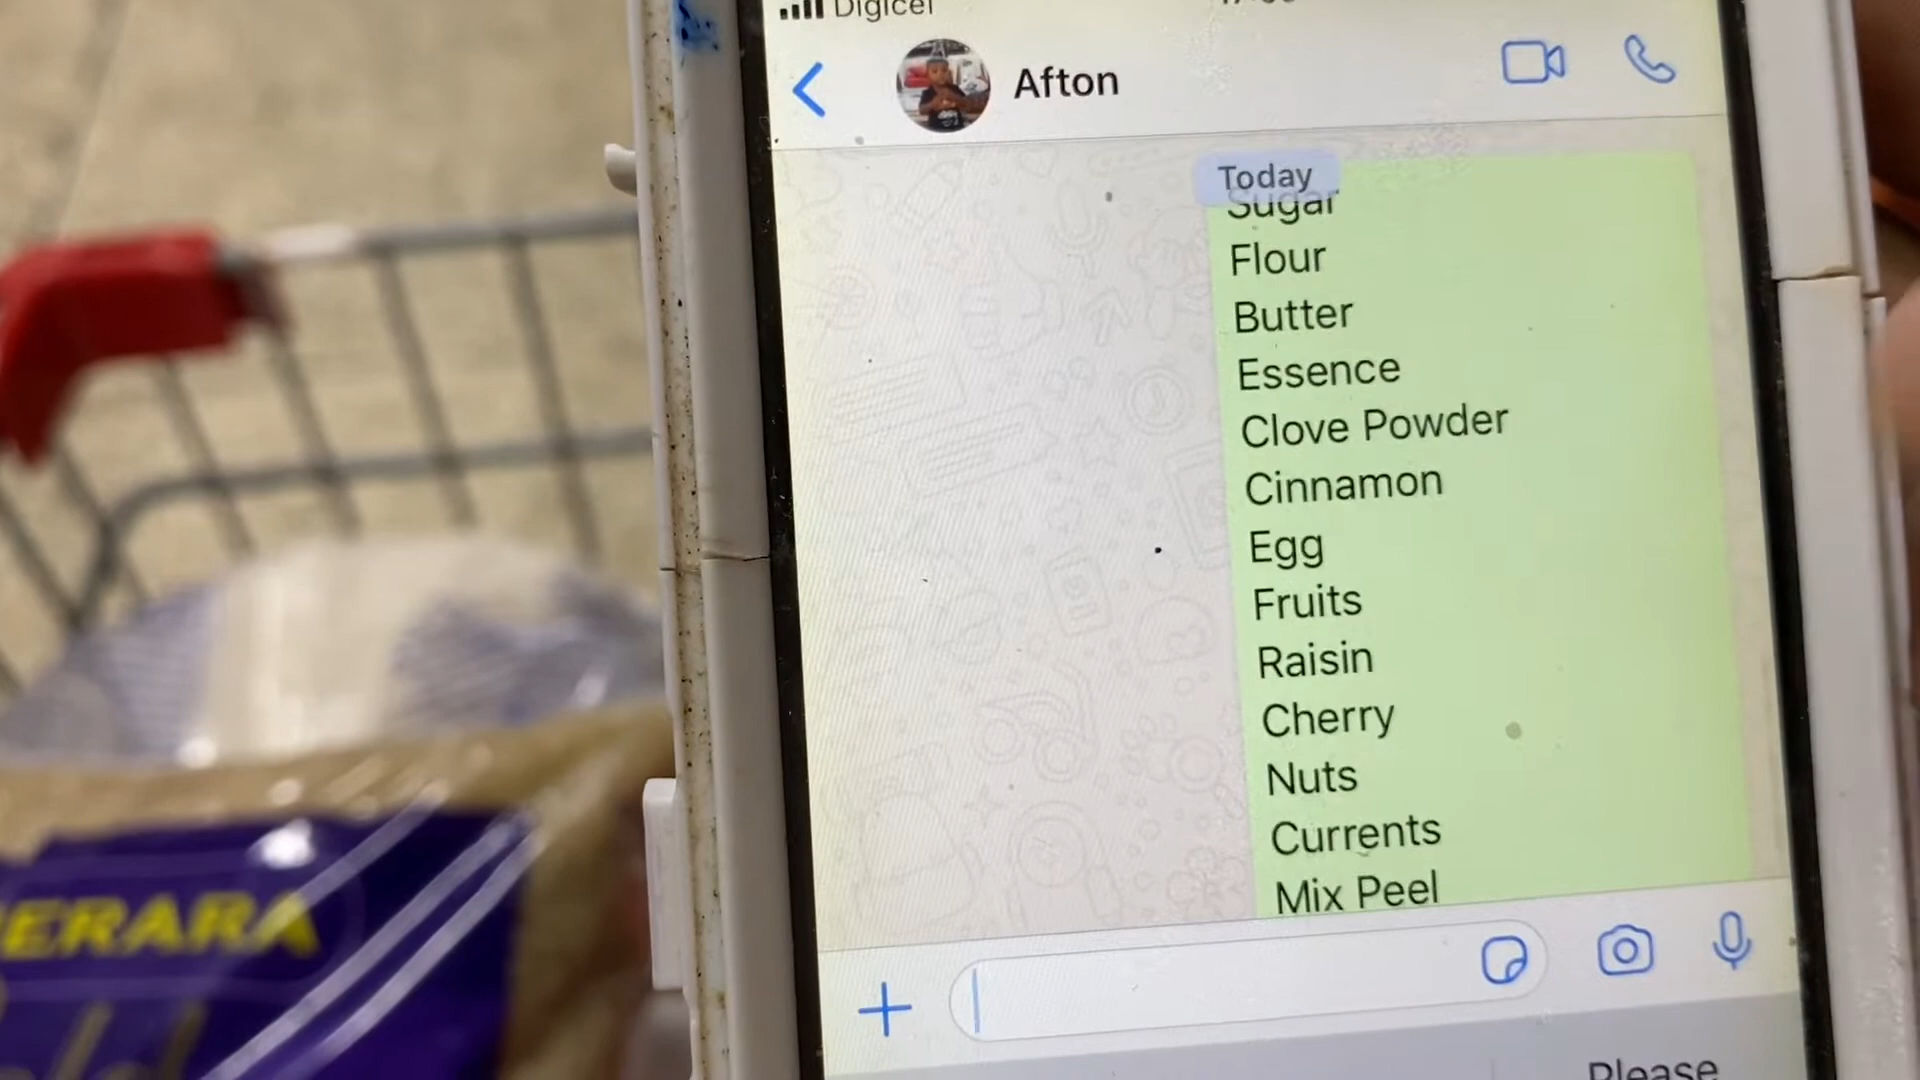 Digicel
Afton
Today
Sugar
Flour
Butter
Essence
Clove Powder
Cinnamon
Egg
Fruits
Raisin
Cherry
Nuts
Currents
Mix Peel
Please
ERARA